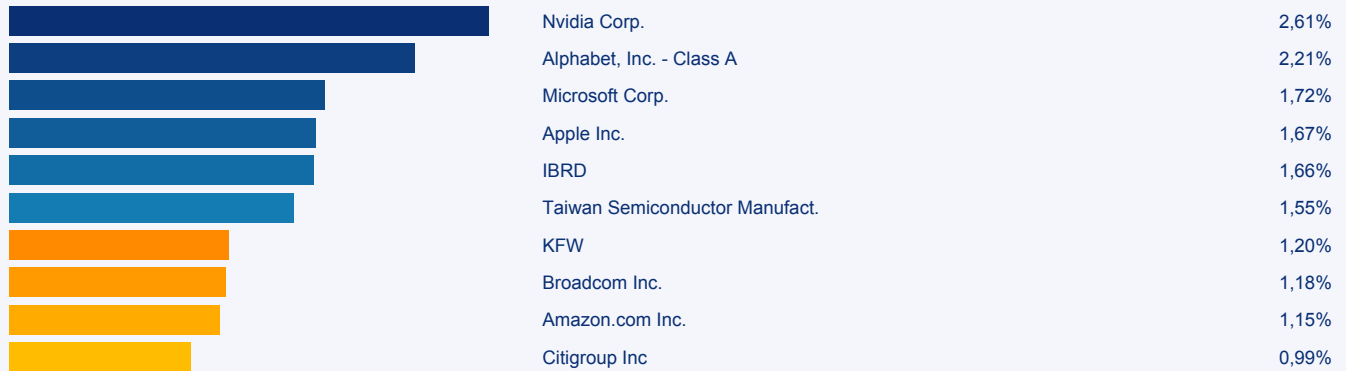 Nvidia Corp. 2,61%
Alphabet, Inc. - Class A 2,21%
Microsoft Corp. 1,72%
Apple Inc. 1,67%
IBRD 1,66%
Taiwan Semiconductor Manufact. 1,55%
KFW 1,20%
Broadcom Inc. 1,18%
Amazon.com Inc. 1,15%
Citigroup Inc 0,99%